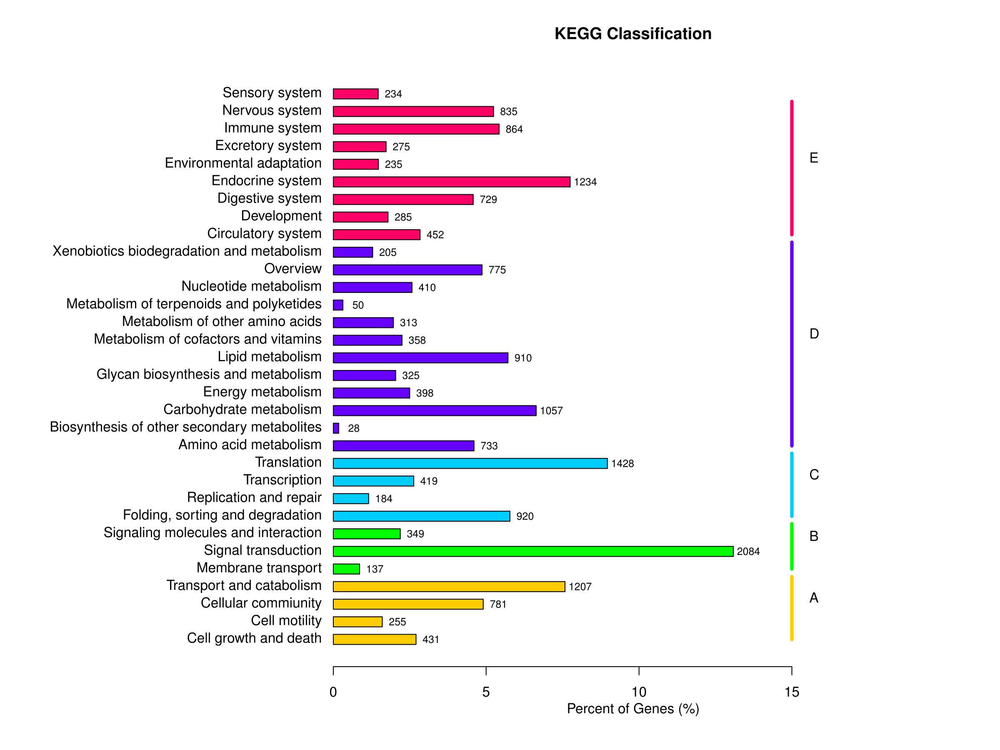 KEGG Classification
Sensory system 234
Nervous system 835
Immune system 864
Excretory system 275
Environmental adaptation 235
E
Endocrine system 1234
Digestive system 729
Development 285
Circulatory system 452
Xenobiotics biodegradation and metabolism 205
Overview 775
Nucleotide metabolism 410
Metabolism of terpenoids and polyketides 50
Metabolism of other amino acids 313
D
Metabolism of cofactors and vitamins 358
Lipid metabolism 910
Glycan biosynthesis and metabolism 325
Energy metabolism 398
Carbohydrate metabolism 1057
Biosynthesis of other secondary metabolites 28
Amino acid metabolism 733
Translation 1428
C
Transcription 419
Replication and repair 184
Folding, sorting and degradation 920
Signaling molecules and interaction 349
B
Signal transduction 2084
Membrane transport 137
Transport and catabolism 1207
A
Cellular commiunity 781
Cell motility 255
Cell growth and death 431
0 5 10 15
Percent of Genes (%)